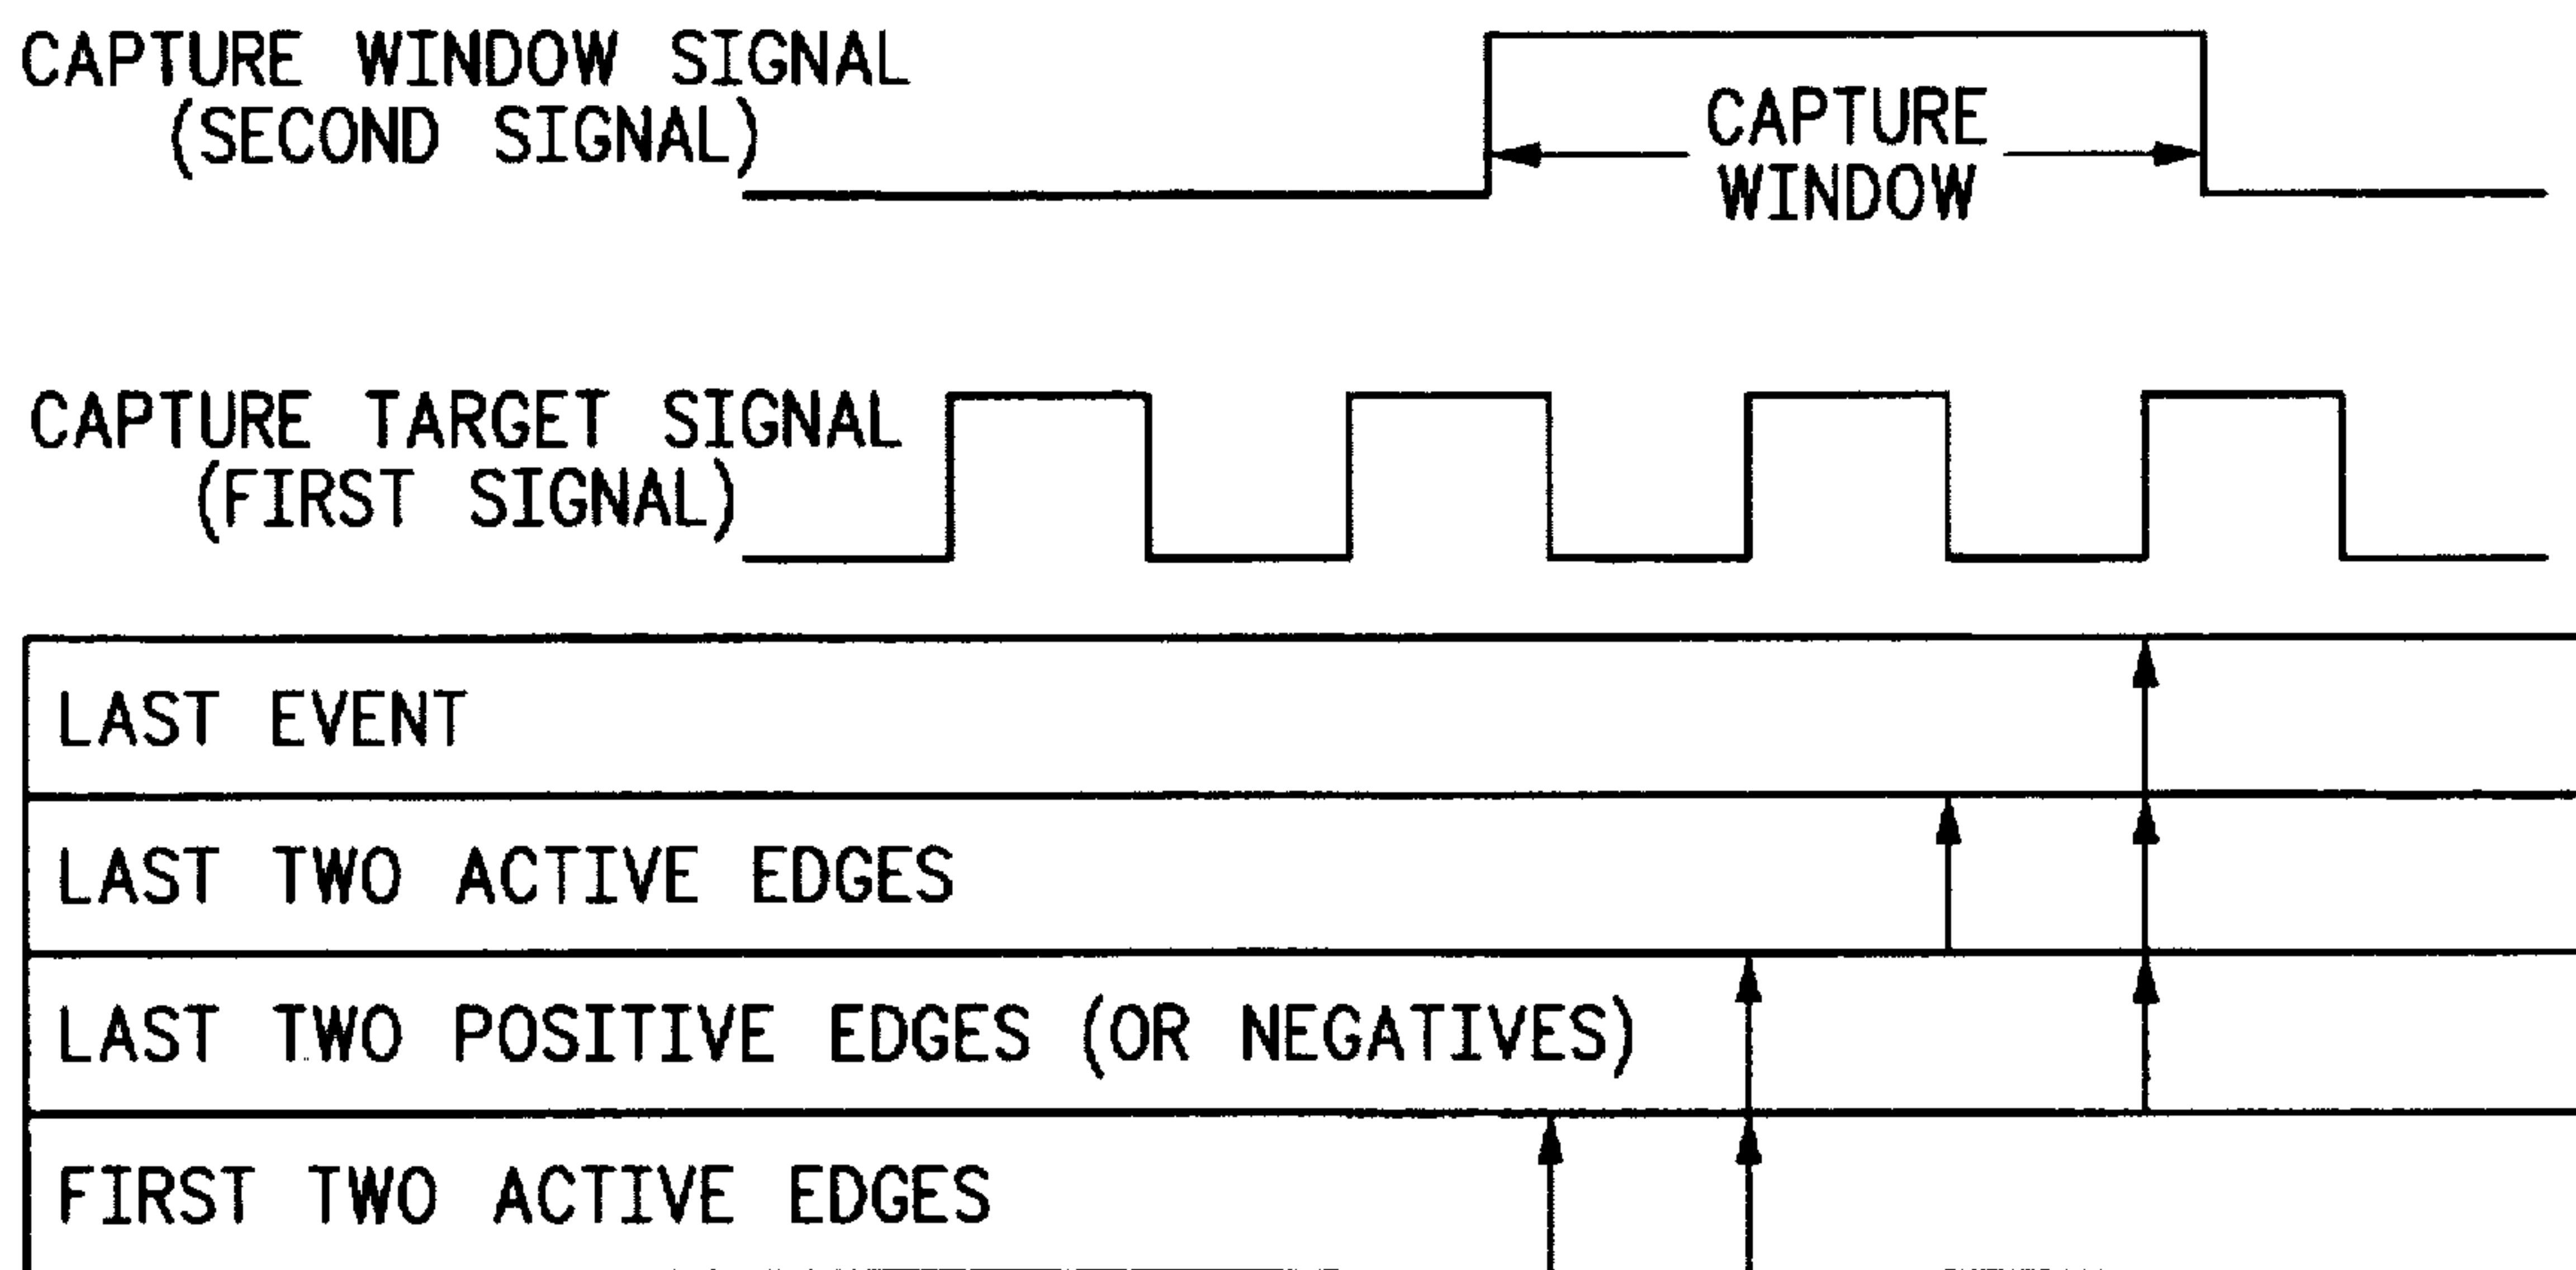 CAPTURE WINDOW SIGNAL
(SECOND SIGNAL)
CAPTURE
WINDOW
CAPTURE TARGET SIGNAL
(FIRST SIGNAL)
LAST EVENT
LAST TWO ACTIVE EDGES
LAST TWO POSITIVE EDGES (OR NEGATIVES)
FIRST TWO ACTIVE EDGES